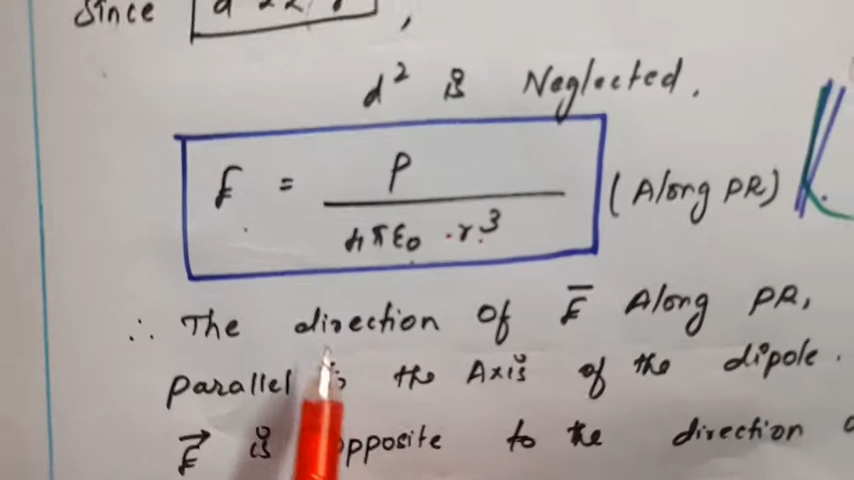 Since
d² is Neglected.
E = P / 4πε₀ . r³ (Along PR)
∴ The direction of E̅ Along PR,
parallel the Axis of the dipole.
E⃗ is opposite to the direction